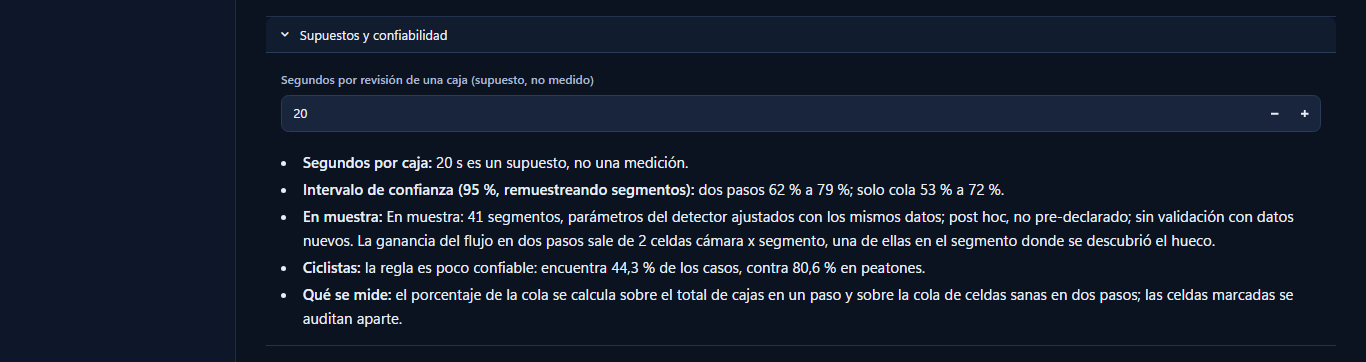 Supuestos y confiabilidad
Segundos por revisión de una caja (supuesto, no medido)
20
• Segundos por caja: 20 s es un supuesto, no una medición.
• Intervalo de confianza (95 %, remuestreando segmentos): dos pasos 62 % a 79 %; solo cola 53 % a 72 %.
• En muestra: En muestra: 41 segmentos, parámetros del detector ajustados con los mismos datos; post hoc, no pre-declarado; sin validación con datos
nuevos. La ganancia del flujo en dos pasos sale de 2 celdas cámara x segmento, una de ellas en el segmento donde se descubrió el hueco.
• Ciclistas: la regla es poco confiable: encuentra 44,3 % de los casos, contra 80,6 % en peatones.
• Qué se mide: el porcentaje de la cola se calcula sobre el total de cajas en un paso y sobre la cola de celdas sanas en dos pasos; las celdas marcadas se
auditan aparte.